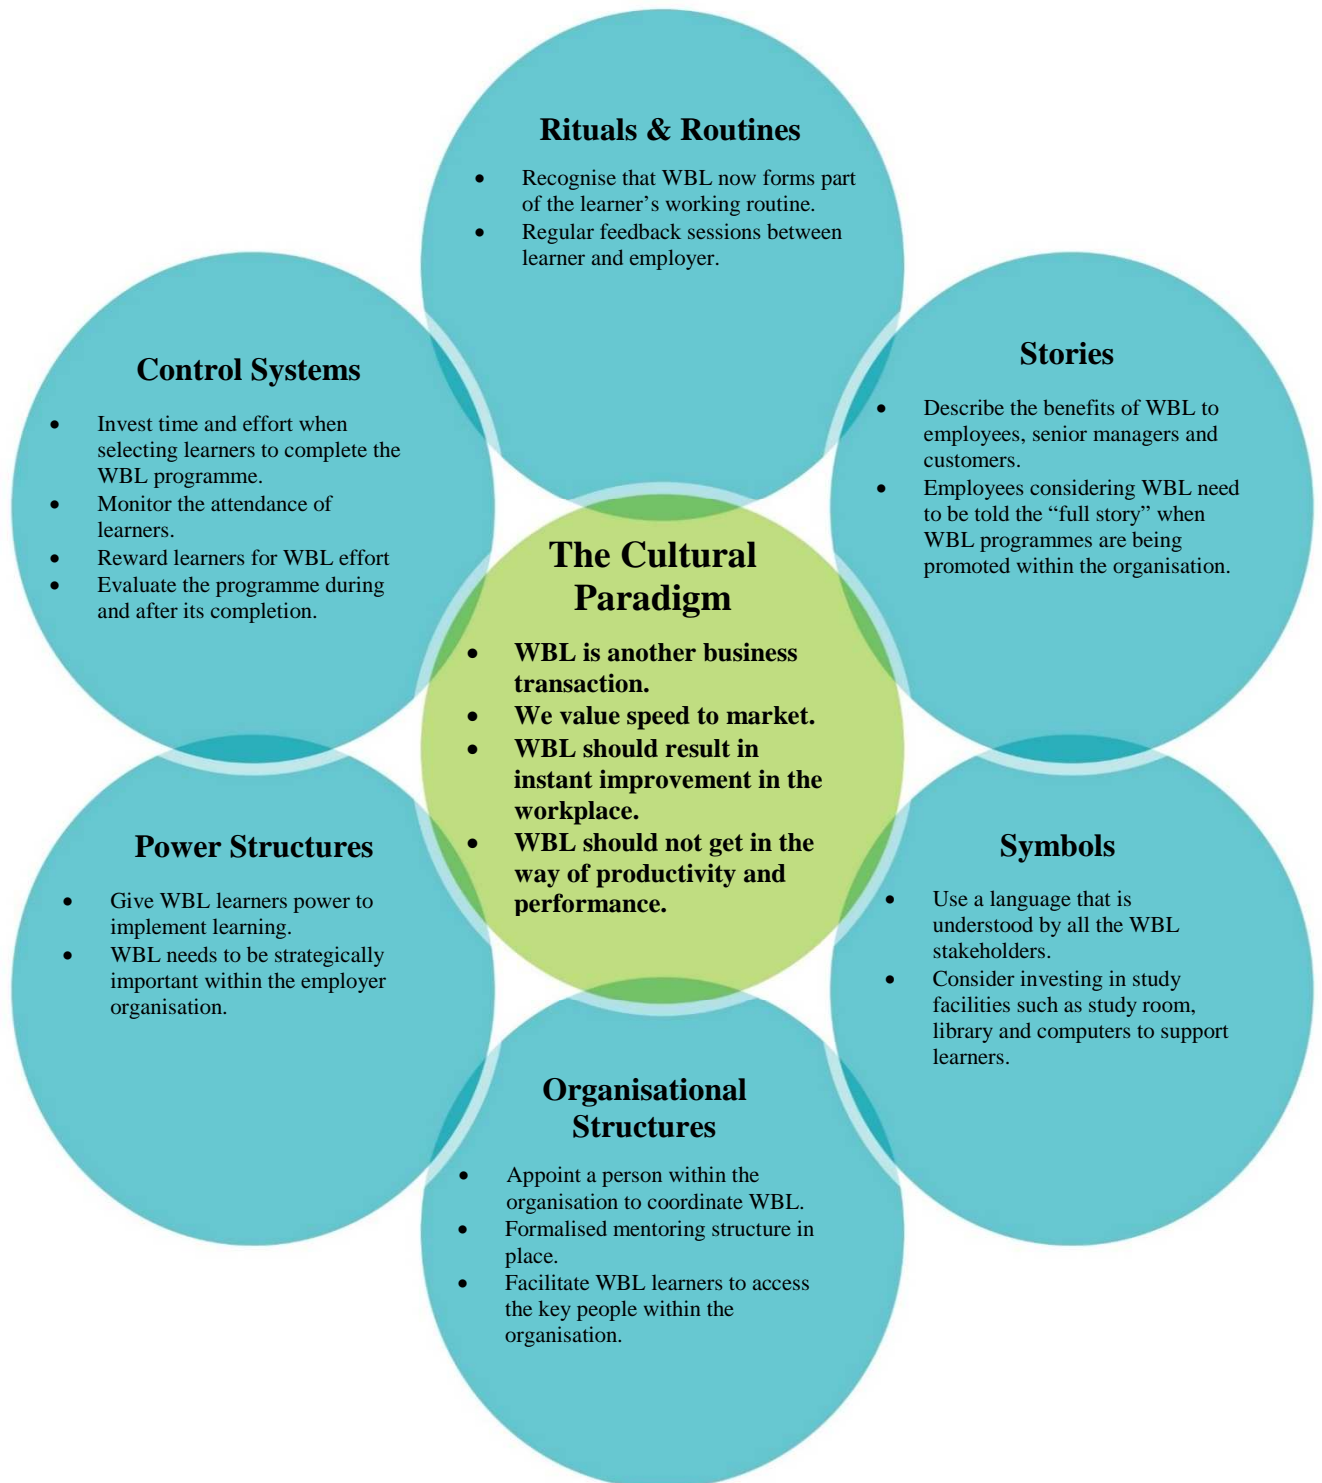 Rituals & Routines
• Recognise that WBL now forms part
of the learner’s working routine.
• Regular feedback sessions between
learner and employer.
Control Systems
• Invest time and effort when
selecting learners to complete the
WBL programme.
• Monitor the attendance of
learners.
• Reward learners for WBL effort
• Evaluate the programme during
and after its completion.
Stories
• Describe the benefits of WBL to
employees, senior managers and
customers.
• Employees considering WBL need
to be told the “full story” when
WBL programmes are being
promoted within the organisation.
The Cultural
Paradigm
• WBL is another business
transaction.
• We value speed to market.
• WBL should result in
instant improvement in the
workplace.
• WBL should not get in the
way of productivity and
performance.
Power Structures
• Give WBL learners power to
implement learning.
• WBL needs to be strategically
important within the employer
organisation.
Symbols
• Use a language that is
understood by all the WBL
stakeholders.
• Consider investing in study
facilities such as study room,
library and computers to support
learners.
Organisational
Structures
• Appoint a person within the
organisation to coordinate WBL.
• Formalised mentoring structure in
place.
• Facilitate WBL learners to access
the key people within the
organisation.